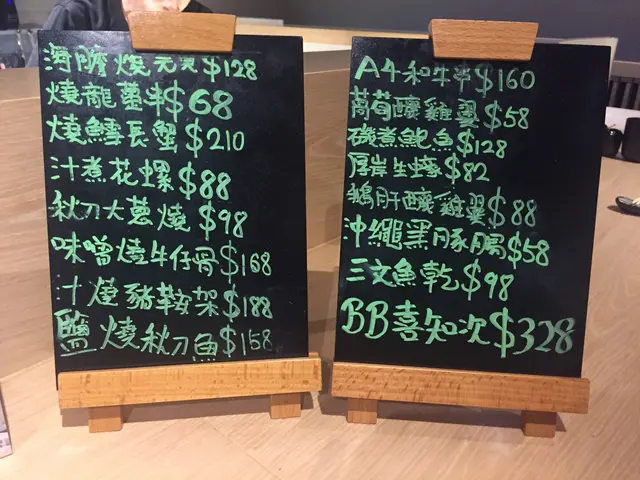 海膽燒元貝$128
燒龍薯串$68
燒鱈長蟹$210
汁煮花螺$88
秋刀大蔥燒$98
味噌燒牛仔骨$168
汁燒豬鞍架$188
鹽燒秋刀魚$158
A4和牛串$160
葡萄釀雞翼$58
磯煮鮑魚$128
厚岸生蠔$82
鵝肝釀雞翼$88
沖繩黑豚腸$58
三文魚乾$98
BB喜知次$328